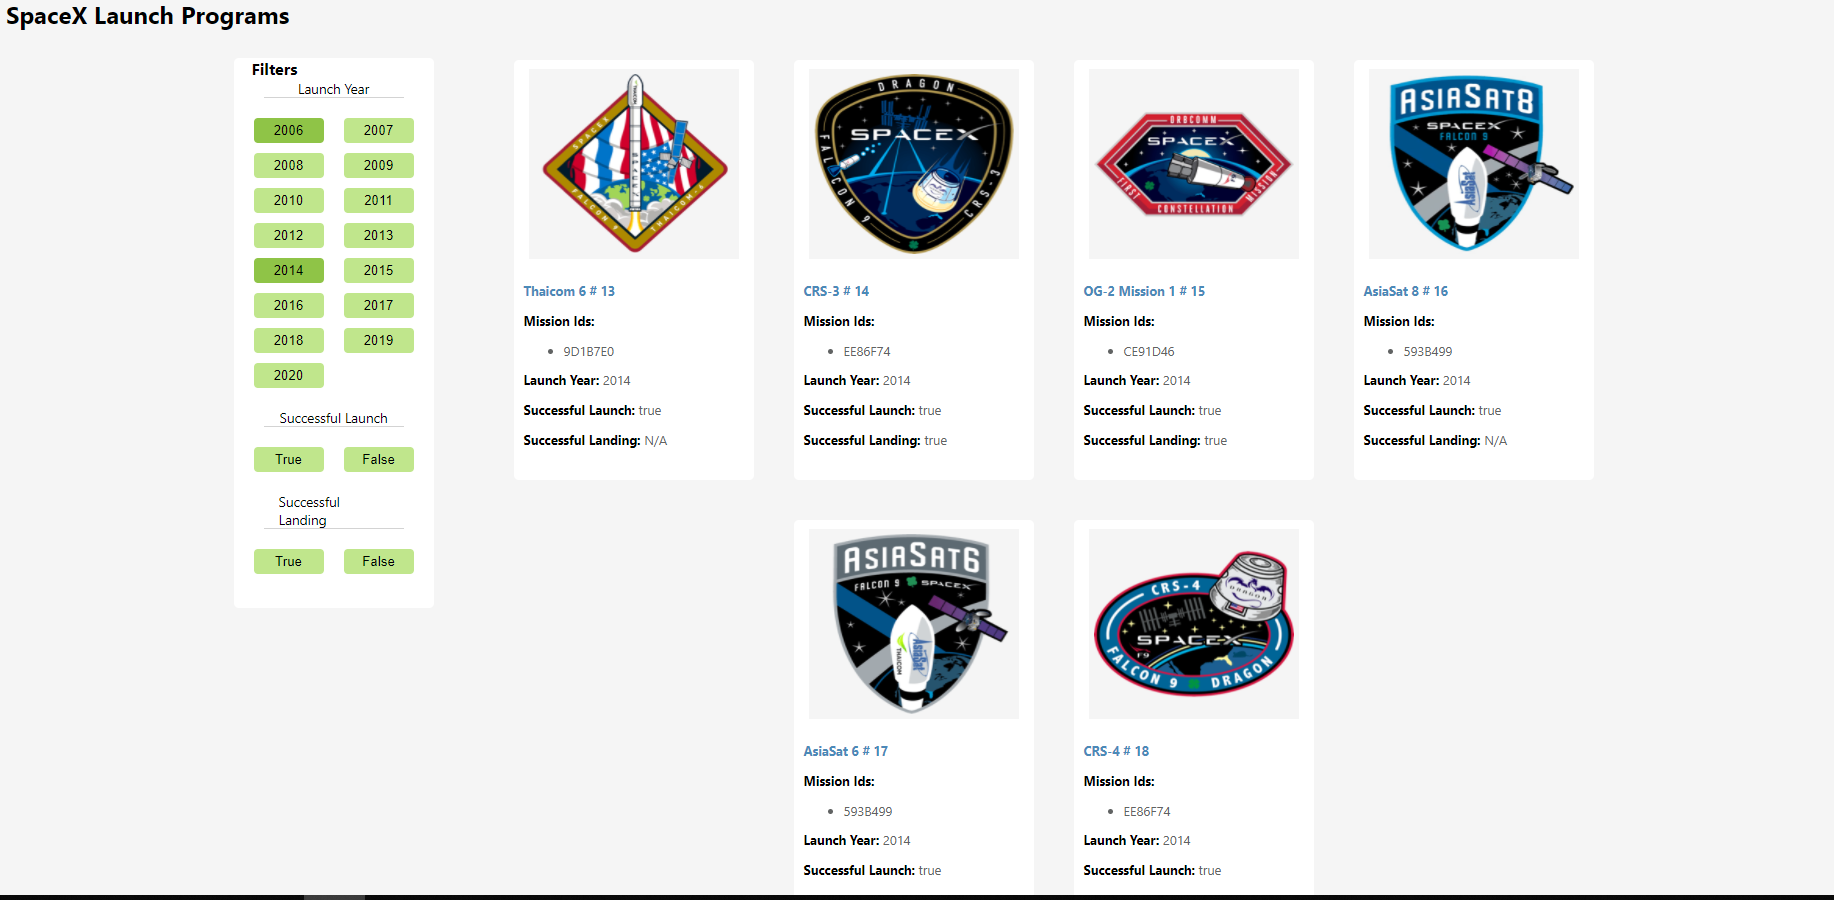 SpaceX Launch Programs
Filters
Launch Year
2006 2007
2008 2009
2010 2011
2012 2013
2014 2015
2016 2017
2018 2019
2020
Successful Launch
True False
Successful
Landing
True False
SPACEX
THAICOM
SPACEX
FALCON 9
THAICOM-6
Thaicom 6 # 13
Mission Ids:
9D1B7E0
Launch Year: 2014
Successful Launch: true
Successful Landing: N/A
DRAGON
SPACEX
FALCON 9
CRS-3
CRS-3 # 14
Mission Ids:
EE86F74
Launch Year: 2014
Successful Launch: true
Successful Landing: true
ORBCOMM
SPACEX
FIRST
CONSTELLATION
MISSION
OG-2 Mission 1 # 15
Mission Ids:
CE91D46
Launch Year: 2014
Successful Launch: true
Successful Landing: true
ASIASAT8
SPACEX
FALCON 9
AsiaSat
AsiaSat 8 # 16
Mission Ids:
593B499
Launch Year: 2014
Successful Launch: true
Successful Landing: N/A
ASIASAT6
FALCON 9 SPACEX
AsiaSat
THAICOM
AsiaSat 6 # 17
Mission Ids:
593B499
Launch Year: 2014
Successful Launch: true
CRS-4
DRAGON
SPACEX
F9
FALCON 9 DRAGON
CRS-4 # 18
Mission Ids:
EE86F74
Launch Year: 2014
Successful Launch: true